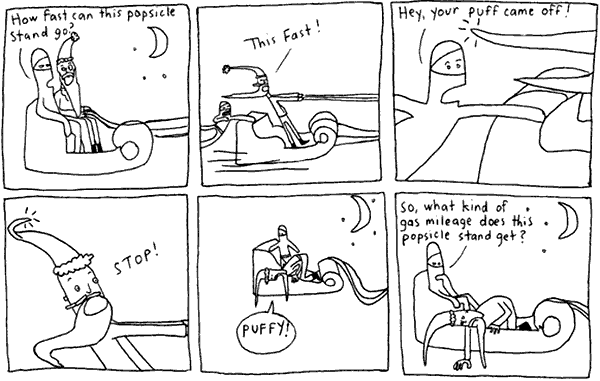 How fast can this popsicle
stand go?
This Fast!
Hey, your puff came off!
STOP!
PUFFY!
So, what kind of
gas mileage does this
popsicle stand get?